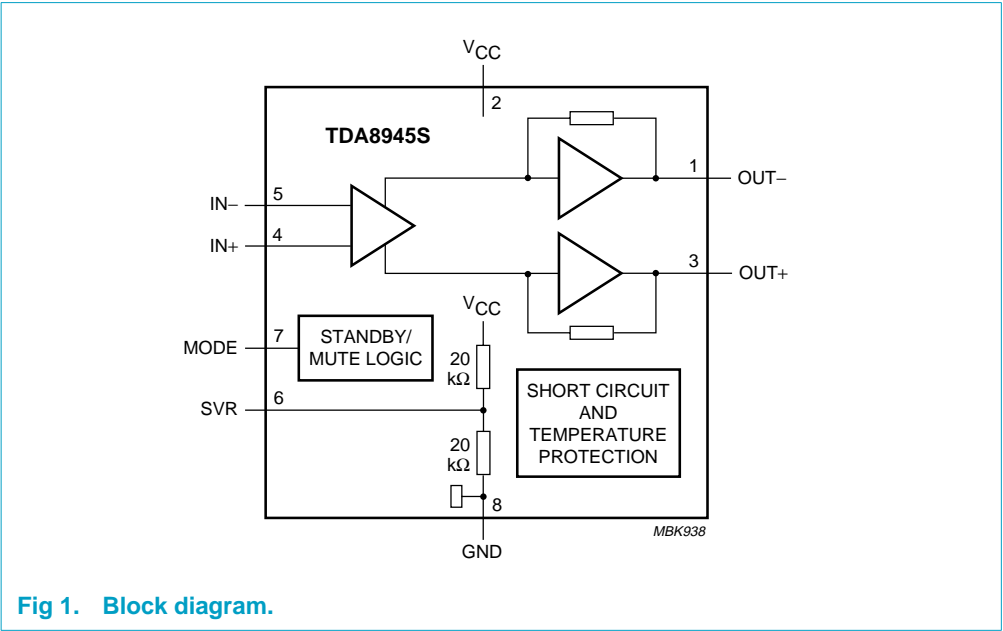 VCC
2
TDA8945S
1
OUT−
5
IN−
4
IN+
3
OUT+
VCC
7
MODE
STANDBY/
MUTE LOGIC
20
kΩ
6
SVR
SHORT CIRCUIT
AND
TEMPERATURE
PROTECTION
20
kΩ
8
MBK938
GND
Fig 1. Block diagram.